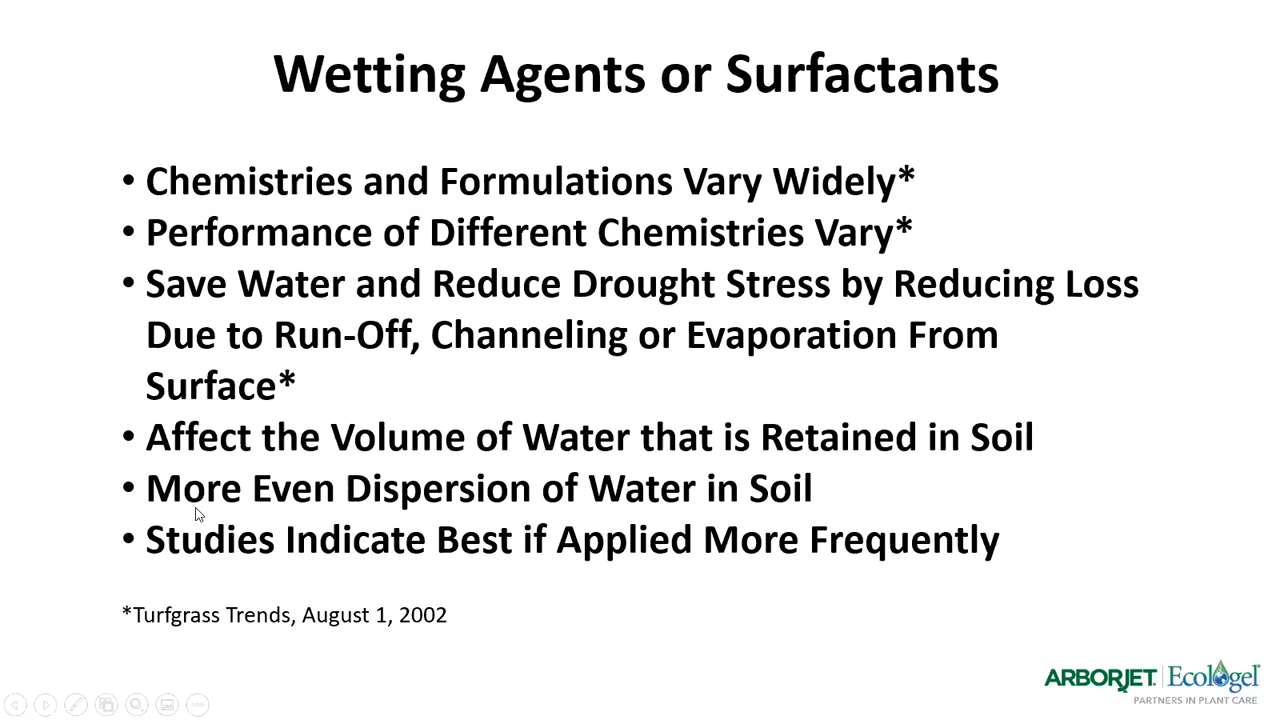 Wetting Agents or Surfactants
• Chemistries and Formulations Vary Widely*
• Performance of Different Chemistries Vary*
• Save Water and Reduce Drought Stress by Reducing Loss
Due to Run-Off, Channeling or Evaporation From
Surface*
• Affect the Volume of Water that is Retained in Soil
• More Even Dispersion of Water in Soil
• Studies Indicate Best if Applied More Frequently
*Turfgrass Trends, August 1, 2002
ARBORJET | Ecologel
PARTNERS IN PLANT CARE